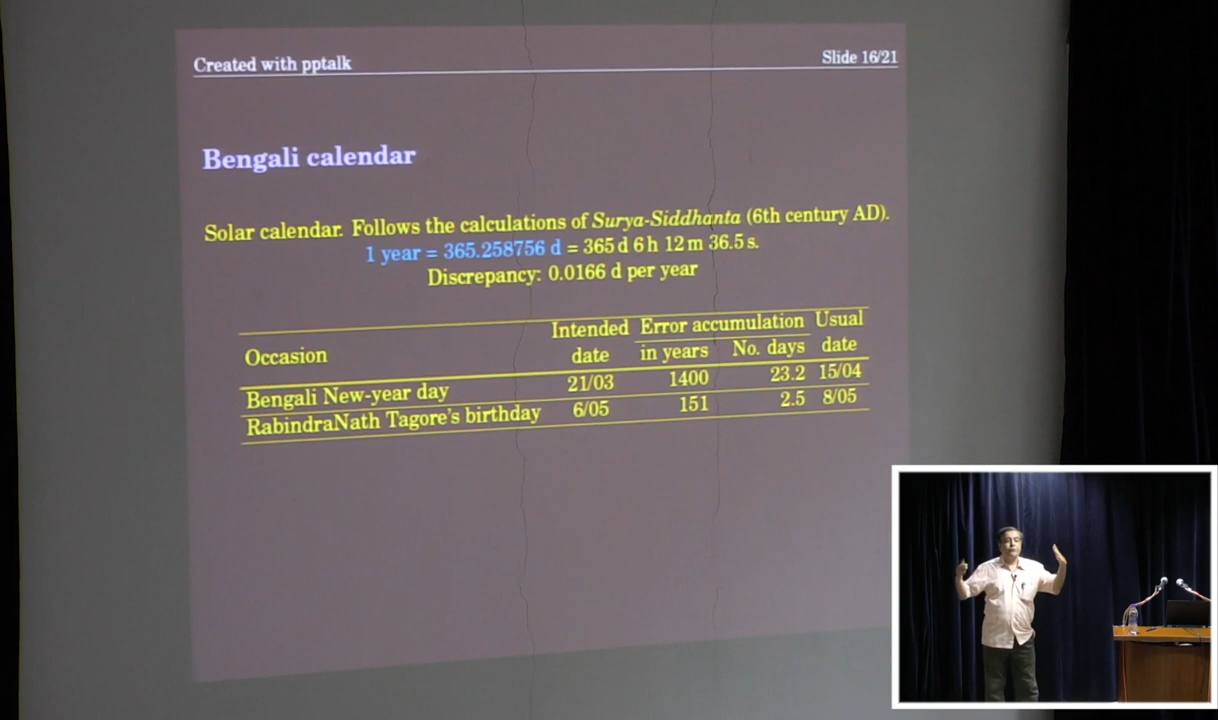 Created with pptalk
Slide 16/21
Bengali calendar
Solar calendar. Follows the calculations of Surya-Siddhanta (6th century AD).
1 year = 365.258756 d = 365 d 6 h 12 m 36.5 s.
Discrepancy: 0.0166 d per year
Occasion Intended date Error accumulation in years No. days Usual date
Bengali New-year day 21/03 1400 23.2 15/04
RabindraNath Tagore's birthday 6/05 151 2.5 8/05